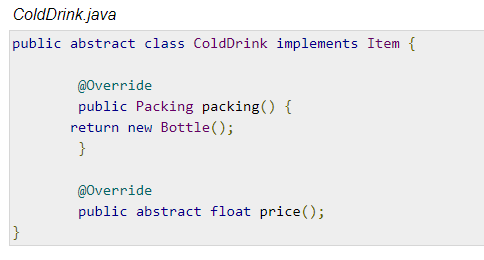 ColdDrink.java
public abstract class ColdDrink implements Item {
@Override
public Packing packing() {
return new Bottle();
}
@Override
public abstract float price();
}